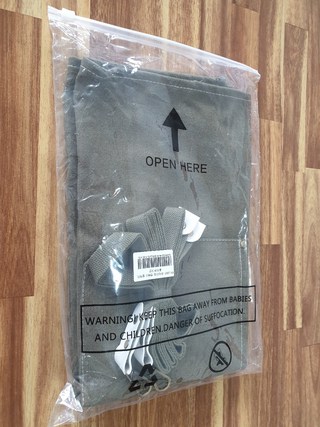 OPEN HERE
WARNING! KEEP THIS BAG AWAY FROM BABIES
AND CHILDREN.DANGER OF SUFFOCATION